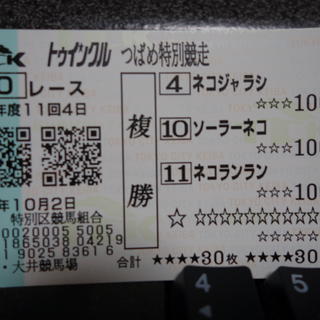 CK トゥインクル つばめ特別競走
0 レース
年度11回4日
年10月2日
特別区競馬組合
00020005 5005
1865038 04219
9025 8361 6
・大井競馬場
複勝
4 ネコジャラシ
☆☆☆10
10 ソーラーネコ
☆☆☆10
11 ネコランラン
☆☆☆10
☆☆☆☆☆☆☆☆☆☆
合計 ★★★★30枚 ★★★★30
4